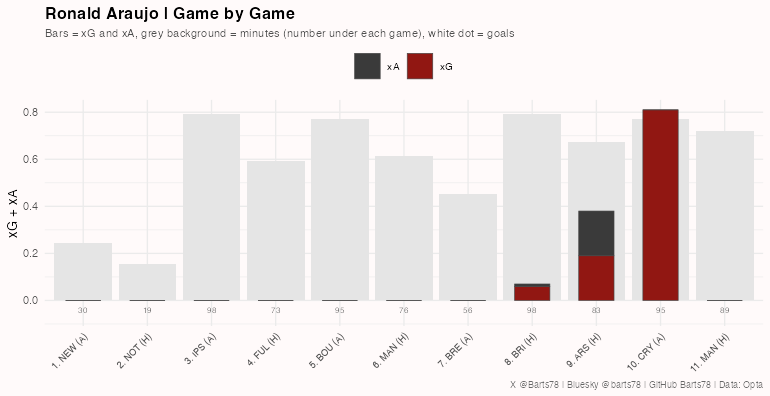 Ronald Araujo | Game by Game
Bars = xG and xA, grey background = minutes (number under each game), white dot = goals
xA xG
xG + xA
0.8
0.6
0.4
0.2
0.0
30 19 98 73 95 76 56 98 83 95 89
1. NEW (A)
2. NOT (H)
3. IPS (A)
4. FUL (H)
5. BOU (A)
6. MAN (H)
7. BRE (A)
8. BRI (H)
9. ARS (H)
10. CRY (A)
11. MAN (H)
X @Barts78 | Bluesky @barts78 | GitHub Barts78 | Data: Opta